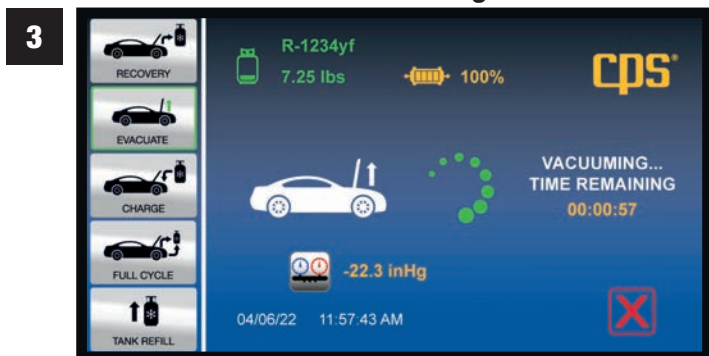 3
RECOVERY
EVACUATE
CHARGE
FULL CYCLE
TANK REFILL
R-1234yf
7.25 lbs
100%
cps®
VACUUMING...
TIME REMAINING
00:00:57
-22.3 inHg
04/06/22 11:57:43 AM